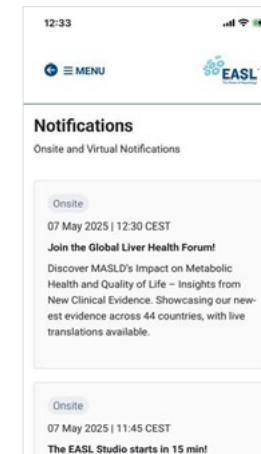 12:33
MENU
EASL
Notifications
Onsite and Virtual Notifications
Onsite
07 May 2025 | 12:30 CEST
Join the Global Liver Health Forum!
Discover MASLD's Impact on Metabolic
Health and Quality of Life – Insights from
New Clinical Evidence. Showcasing our new-
est evidence across 44 countries, with live
translations available.
Onsite
07 May 2025 | 11:45 CEST
The EASL Studio starts in 15 min!